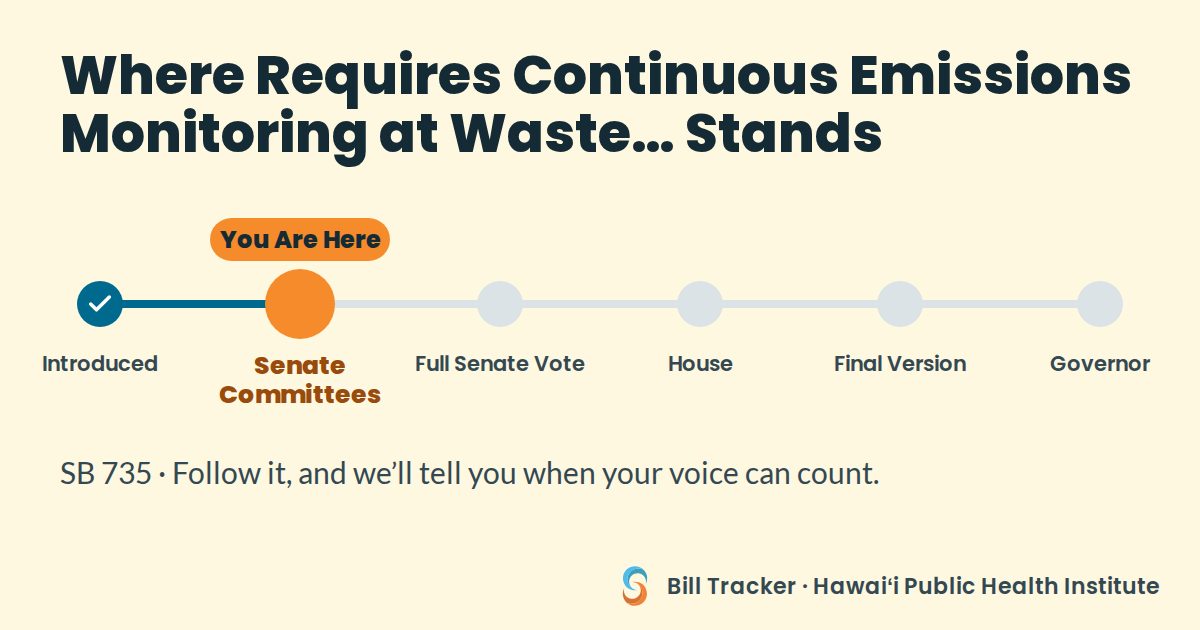 Where Requires Continuous Emissions
Monitoring at Waste... Stands
You Are Here
Introduced
Senate
Committees
Full Senate Vote
House
Final Version
Governor
SB 735 · Follow it, and we’ll tell you when your voice can count.
Bill Tracker · Hawaiʻi Public Health Institute